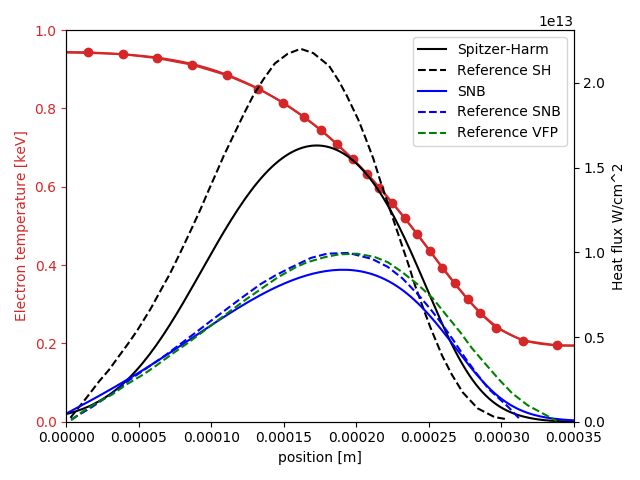 1e13
1.0
0.8
0.6
0.4
0.2
0.0
Electron temperature [keV]
Spitzer-Harm
Reference SH
SNB
Reference SNB
Reference VFP
2.0
1.5
1.0
0.5
0.0
Heat flux W/cm^2
0.00000
0.00005
0.00010
0.00015
0.00020
0.00025
0.00030
0.00035
position [m]